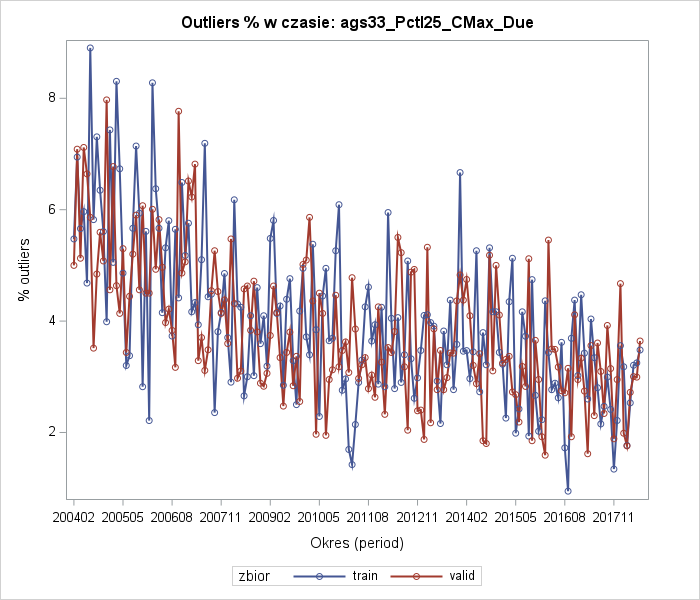 Outliers % w czasie: ags33_Pctl25_CMax_Due
% outliers
8
6
4
2
200402 200505 200608 200711 200902 201005 201108 201211 201402 201505 201608 201711
Okres (period)
zbior train valid